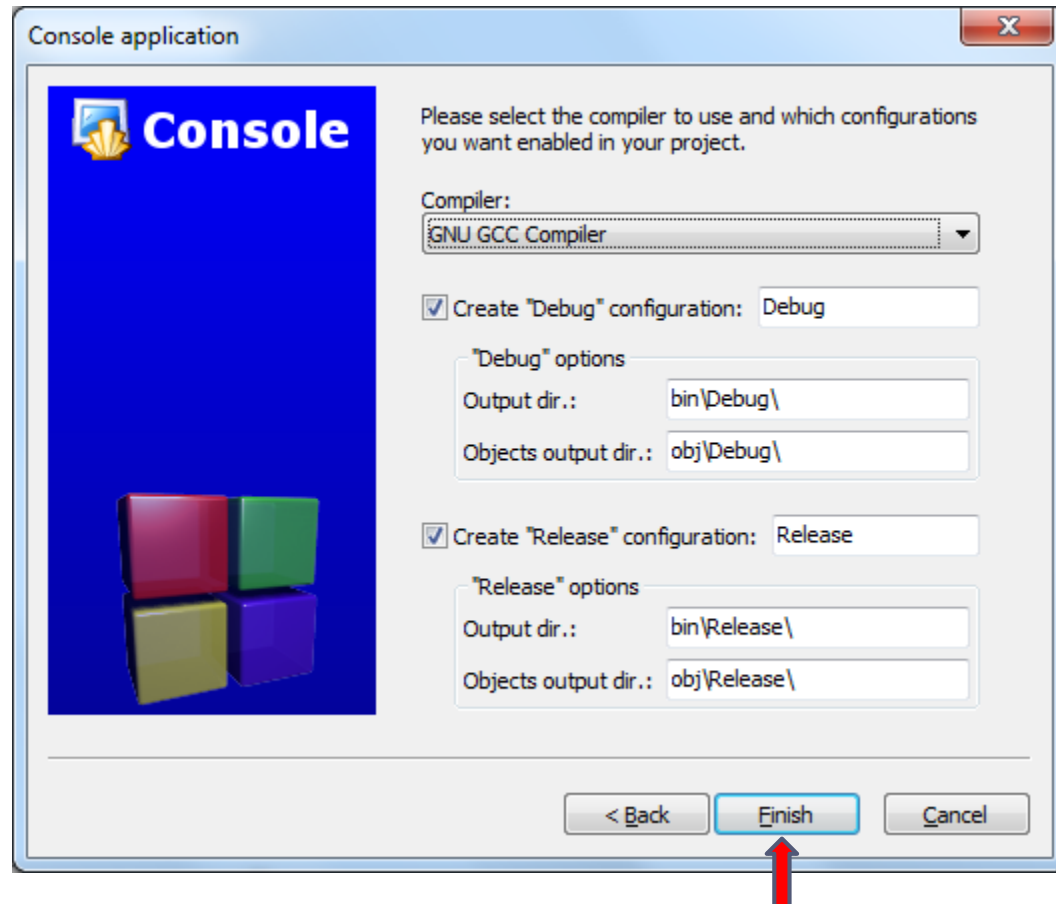 Console application
Console
Please select the compiler to use and which configurations
you want enabled in your project.
Compiler:
GNU GCC Compiler
Create "Debug" configuration: Debug
"Debug" options
Output dir.: bin\Debug\
Objects output dir.: obj\Debug\
Create "Release" configuration: Release
"Release" options
Output dir.: bin\Release\
Objects output dir.: obj\Release\
< Back Finish Cancel